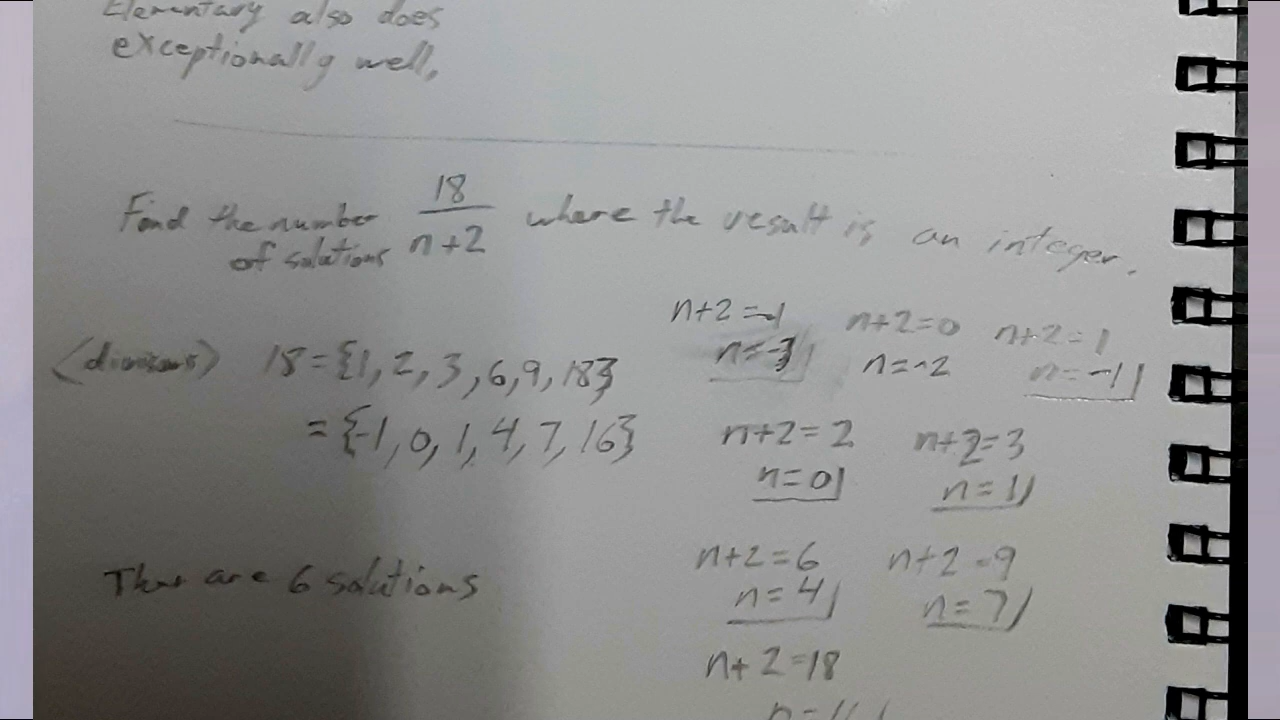 Elementary also does
exceptionally well,
Find the number of solutions 18/(n+2) where the result is an integer.
(divisors) 18 = {1, 2, 3, 6, 9, 18}
= {-1, 0, 1, 4, 7, 16}
n+2=-1
n=-3
n+2=0
n=-2
n+2=1
n=-1
n+2=2
n=0
n+2=3
n=1
n+2=6
n=4
n+2=9
n=7
n+2=18
are 6 solutions